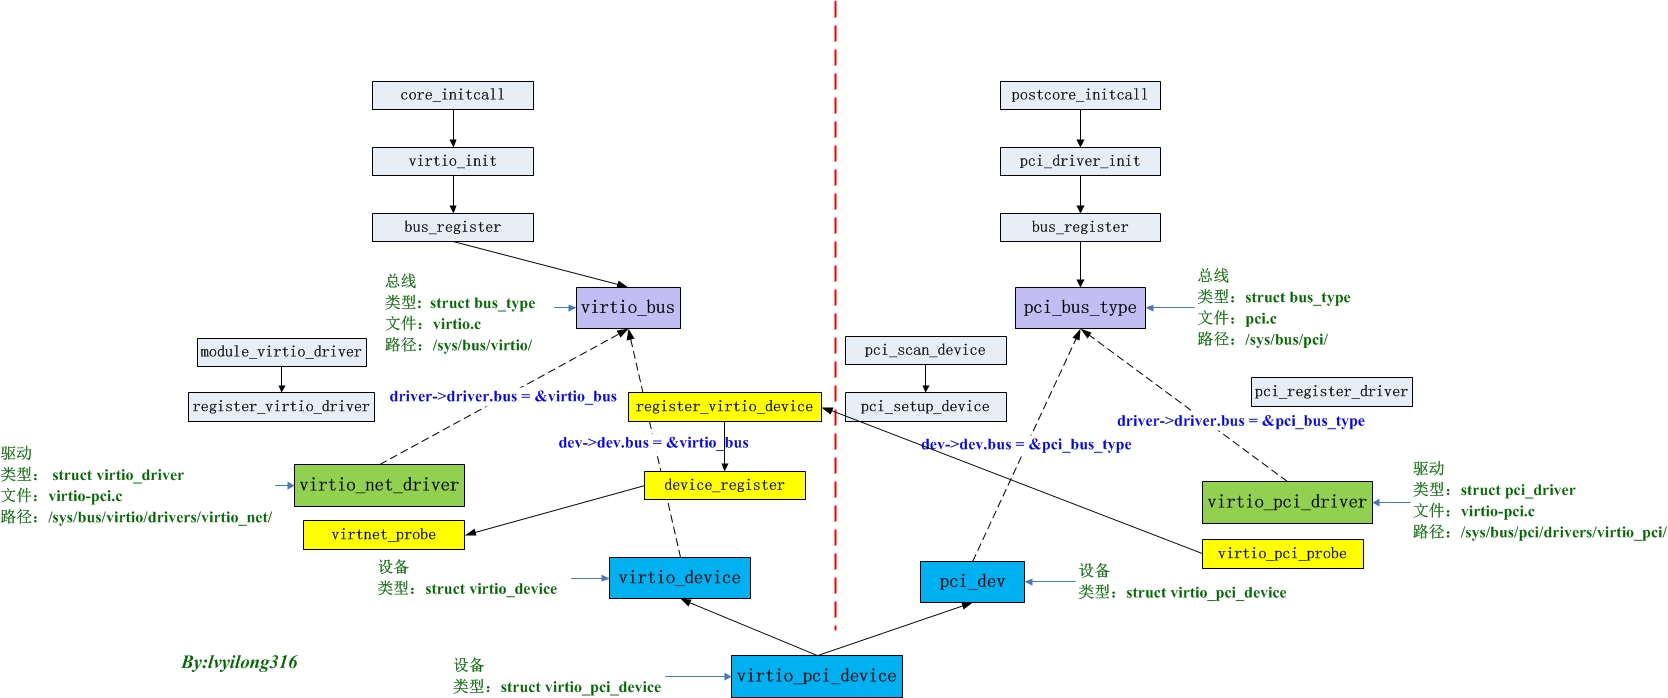 core_initcall
postcore_initcall
virtio_init
pci_driver_init
bus_register
bus_register
总线
类型：struct bus_type
文件：virtio.c
路径：/sys/bus/virtio/
virtio_bus
pci_bus_type
总线
类型：struct bus_type
文件：pci.c
路径：/sys/bus/pci/
module_virtio_driver
pci_scan_device
register_virtio_driver
driver->driver.bus = &virtio_bus
register_virtio_device
pci_setup_device
pci_register_driver
driver->driver.bus = &pci_bus_type
dev->dev.bus = &virtio_bus
dev->dev.bus = &pci_bus_type
驱动
类型： struct virtio_driver
文件：virtio-pci.c
路径：/sys/bus/virtio/drivers/virtio_net/
virtio_net_driver
device_register
virtio_pci_driver
驱动
类型：struct pci_driver
文件：virtio-pci.c
路径：/sys/bus/pci/drivers/virtio_pci/
virtnet_probe
virtio_pci_probe
设备
类型：struct virtio_device
virtio_device
pci_dev
设备
类型：struct virtio_pci_device
By:lvyilong316
设备
类型：struct virtio_pci_device
virtio_pci_device